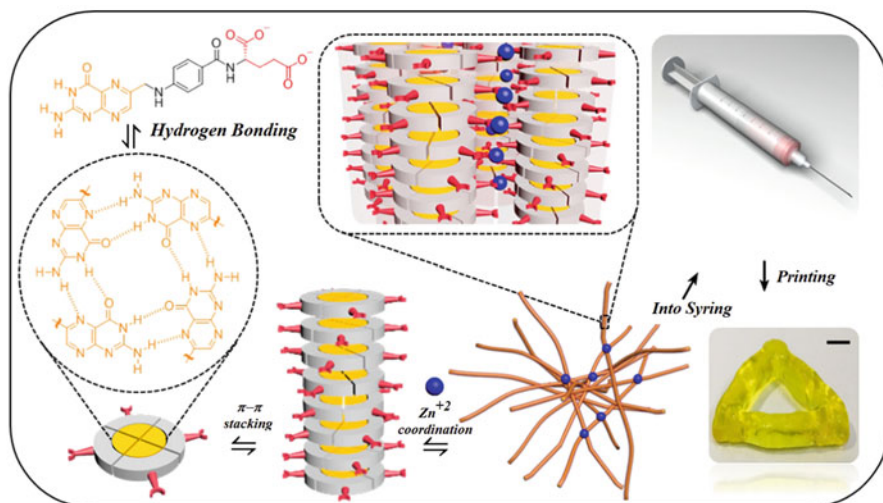 O O⁻
O O O⁻
O N
H
H N N N O
H
H N N N
H
Hydrogen Bonding
H
N N H N N
N H N N
O O
N N H
H N H H N H
H O N
H O N N
N N H O N
N N N H N
H
π–π
stacking
Zn⁺²
coordination
Into Syring
Printing